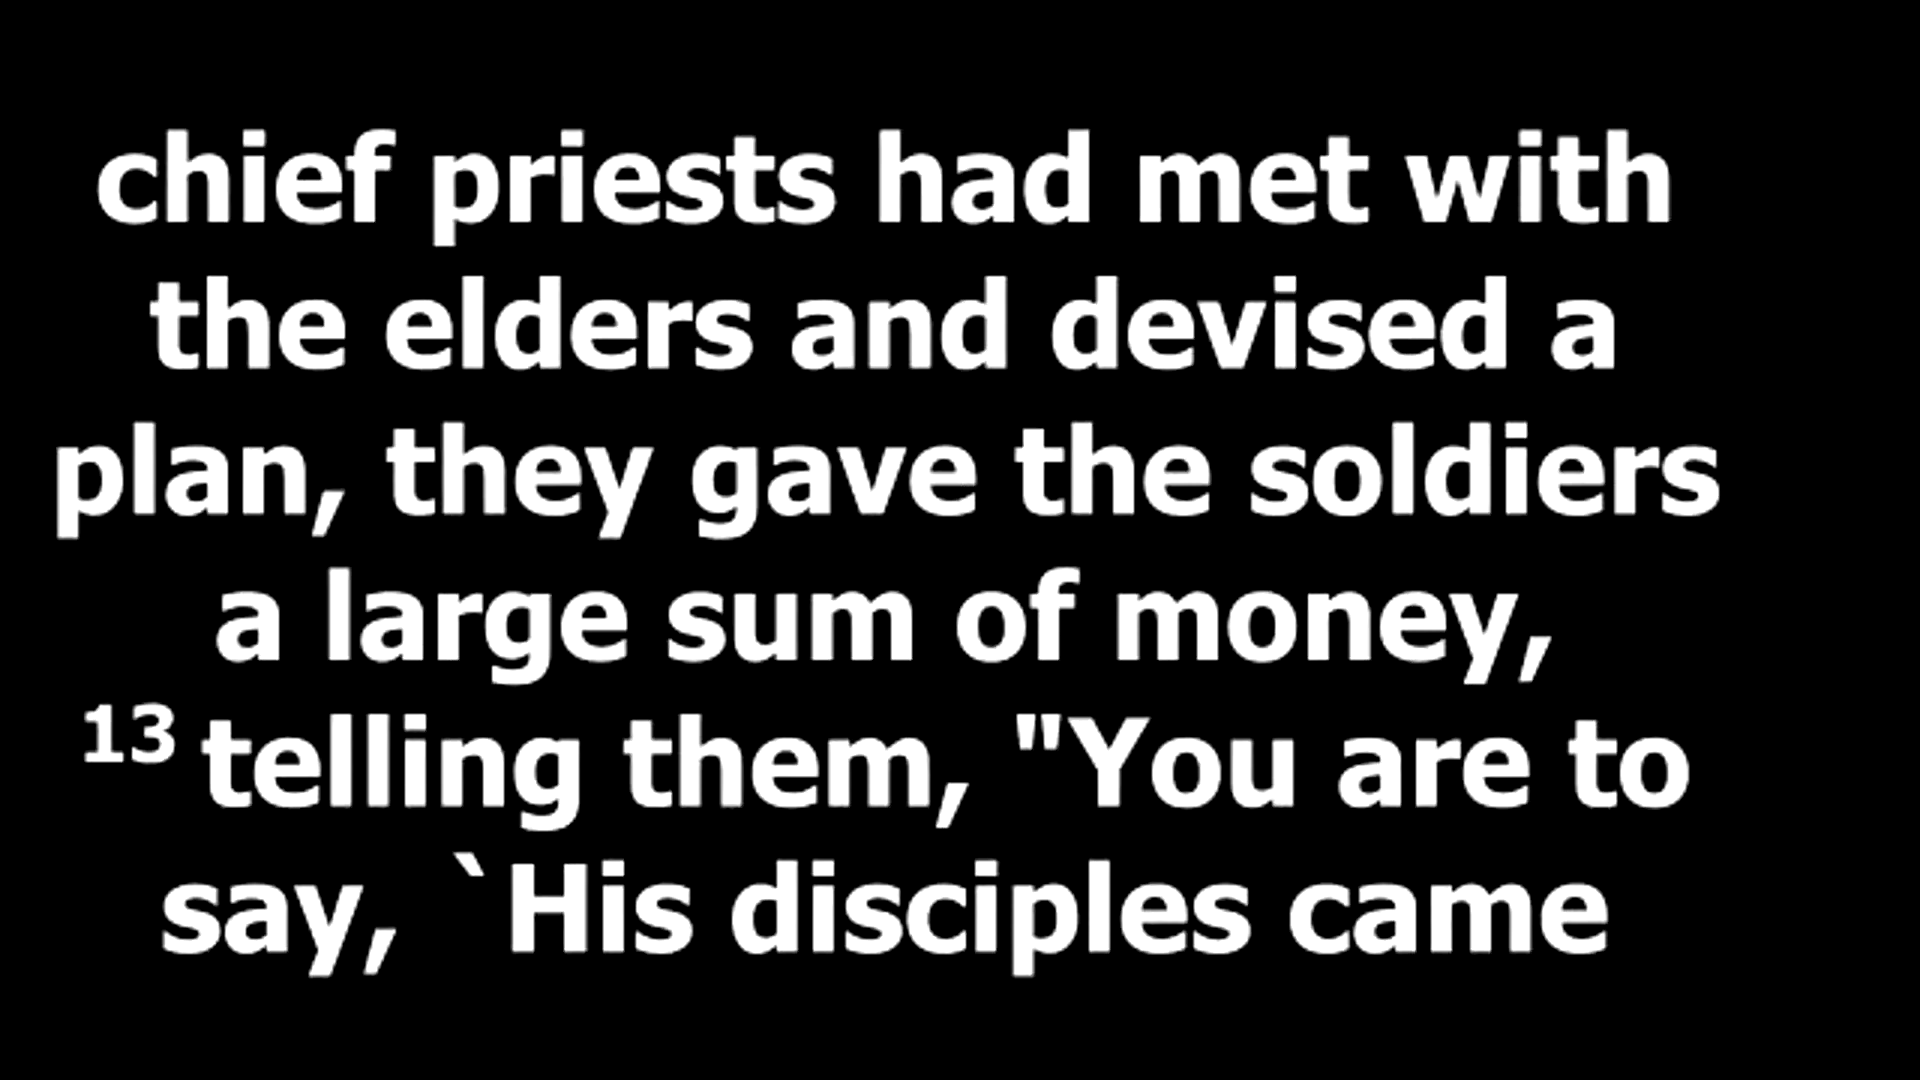 chief priests had met with
the elders and devised a
plan, they gave the soldiers
a large sum of money,
13 telling them, "You are to
say, `His disciples came